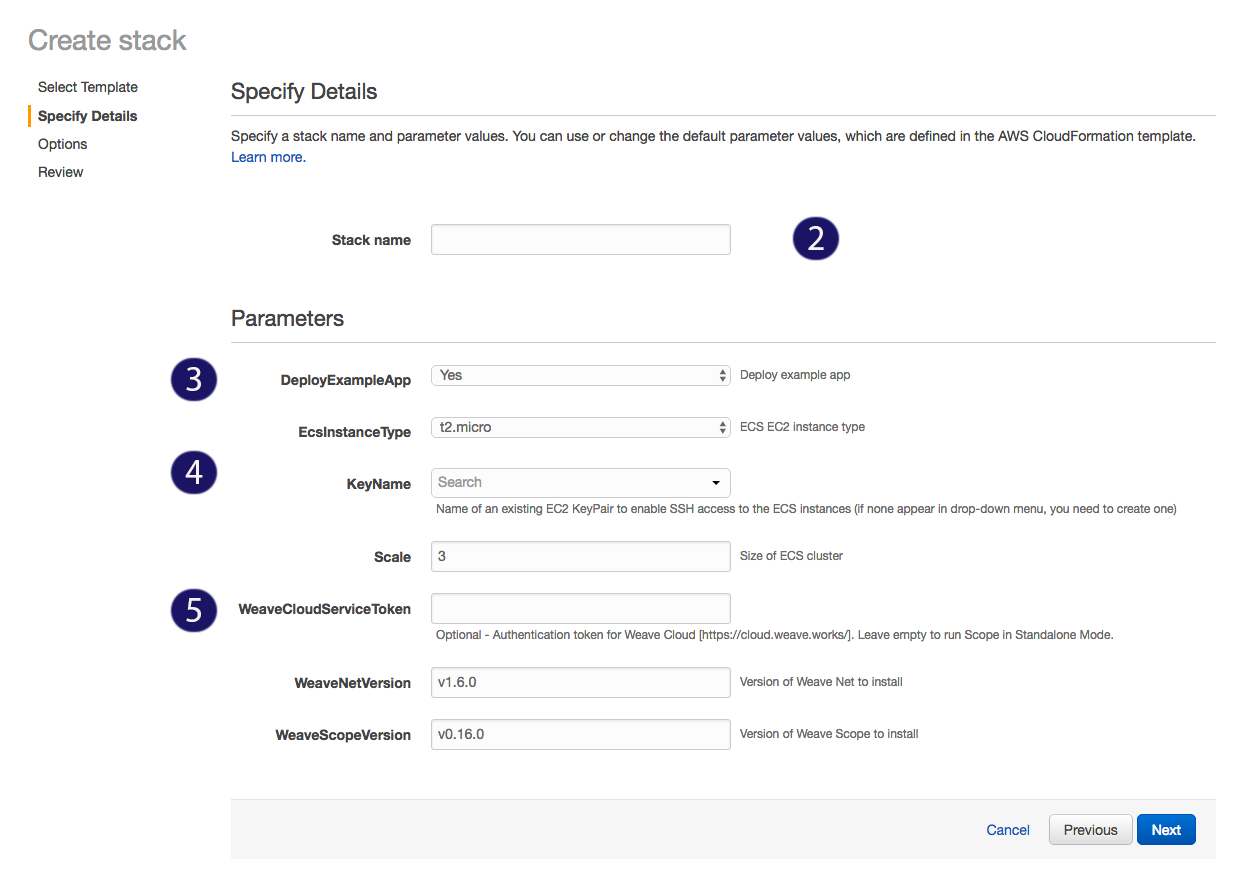 Create stack
Select Template
Specify Details
Options
Review
Specify Details
Specify a stack name and parameter values. You can use or change the default parameter values, which are defined in the AWS CloudFormation template.
Learn more.
Stack name
2
Parameters
3
DeployExampleApp
Yes
Deploy example app
EcsInstanceType
t2.micro
ECS EC2 instance type
4
KeyName
Search
Name of an existing EC2 KeyPair to enable SSH access to the ECS instances (if none appear in drop-down menu, you need to create one)
Scale
3
Size of ECS cluster
5
WeaveCloudServiceToken
Optional - Authentication token for Weave Cloud [https://cloud.weave.works/]. Leave empty to run Scope in Standalone Mode.
WeaveNetVersion
v1.6.0
Version of Weave Net to install
WeaveScopeVersion
v0.16.0
Version of Weave Scope to install
Cancel
Previous
Next